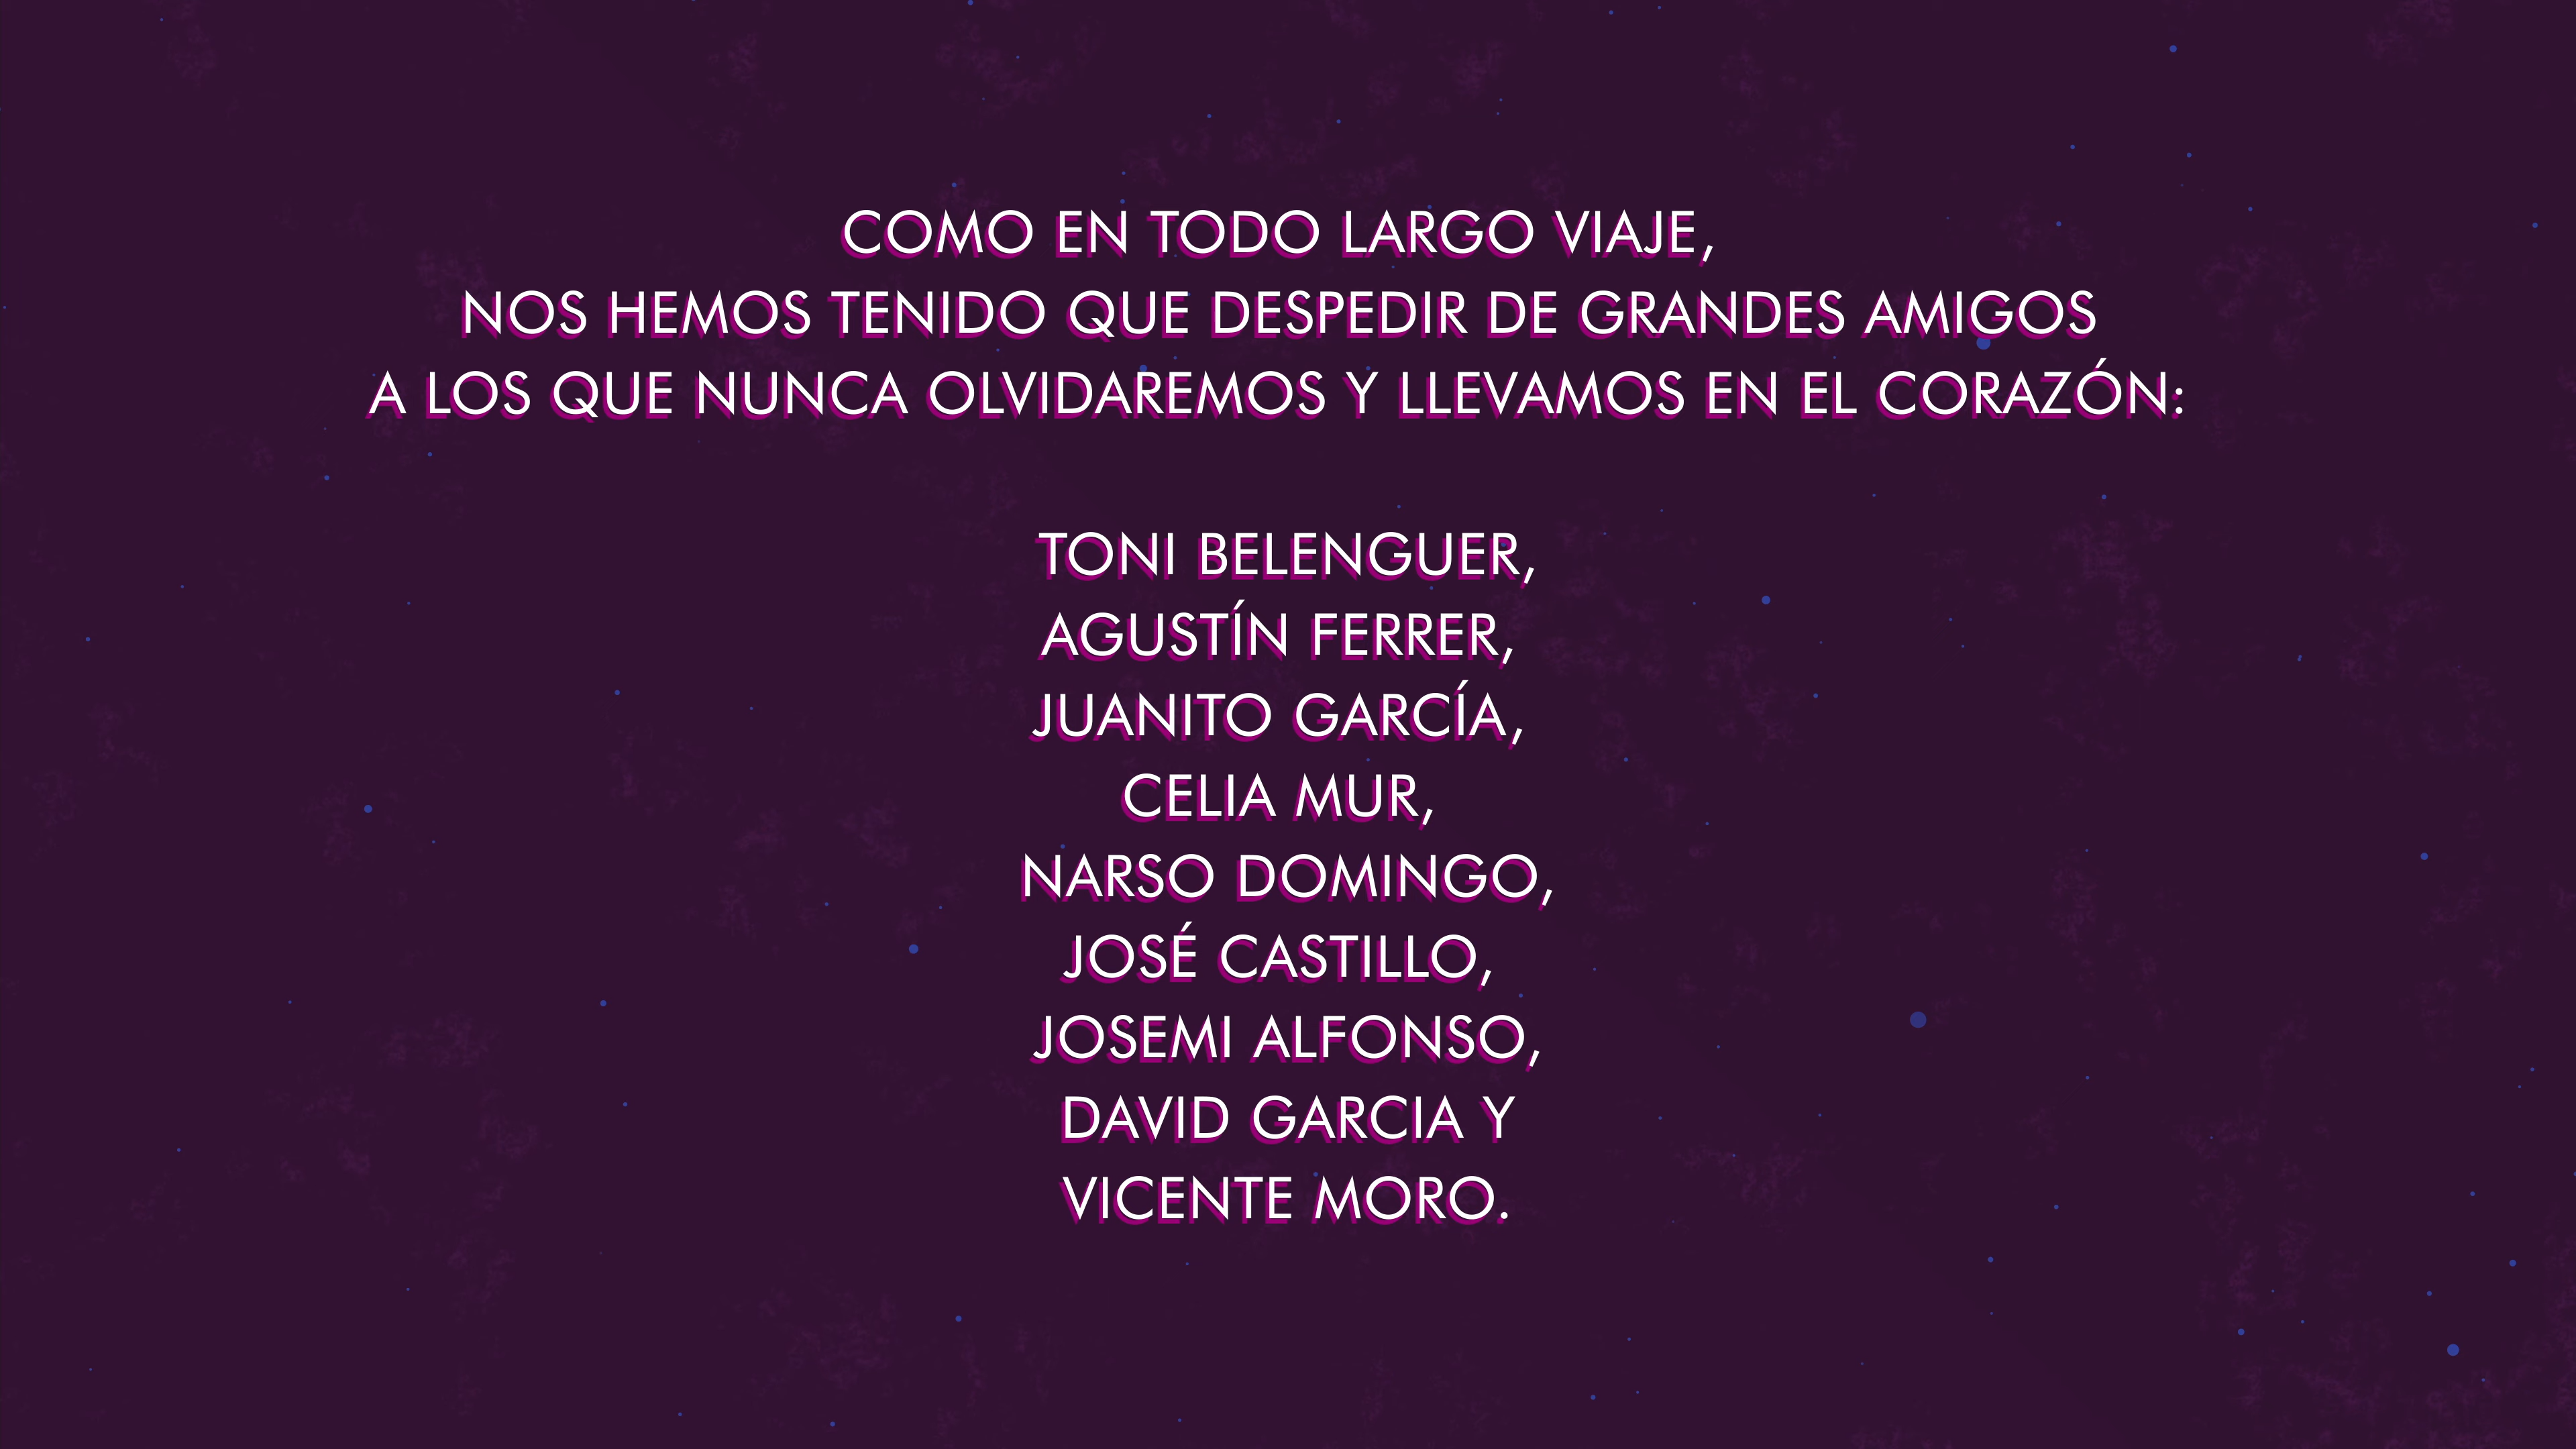 COMO EN TODO LARGO VIAJE,
NOS HEMOS TENIDO QUE DESPEDIR DE GRANDES AMIGOS
A LOS QUE NUNCA OLVIDAREMOS Y LLEVAMOS EN EL CORAZÓN:
TONI BELENGUER,
AGUSTÍN FERRER,
JUANITO GARCÍA,
CELIA MUR,
NARSO DOMINGO,
JOSÉ CASTILLO,
JOSEMI ALFONSO,
DAVID GARCIA Y
VICENTE MORO.